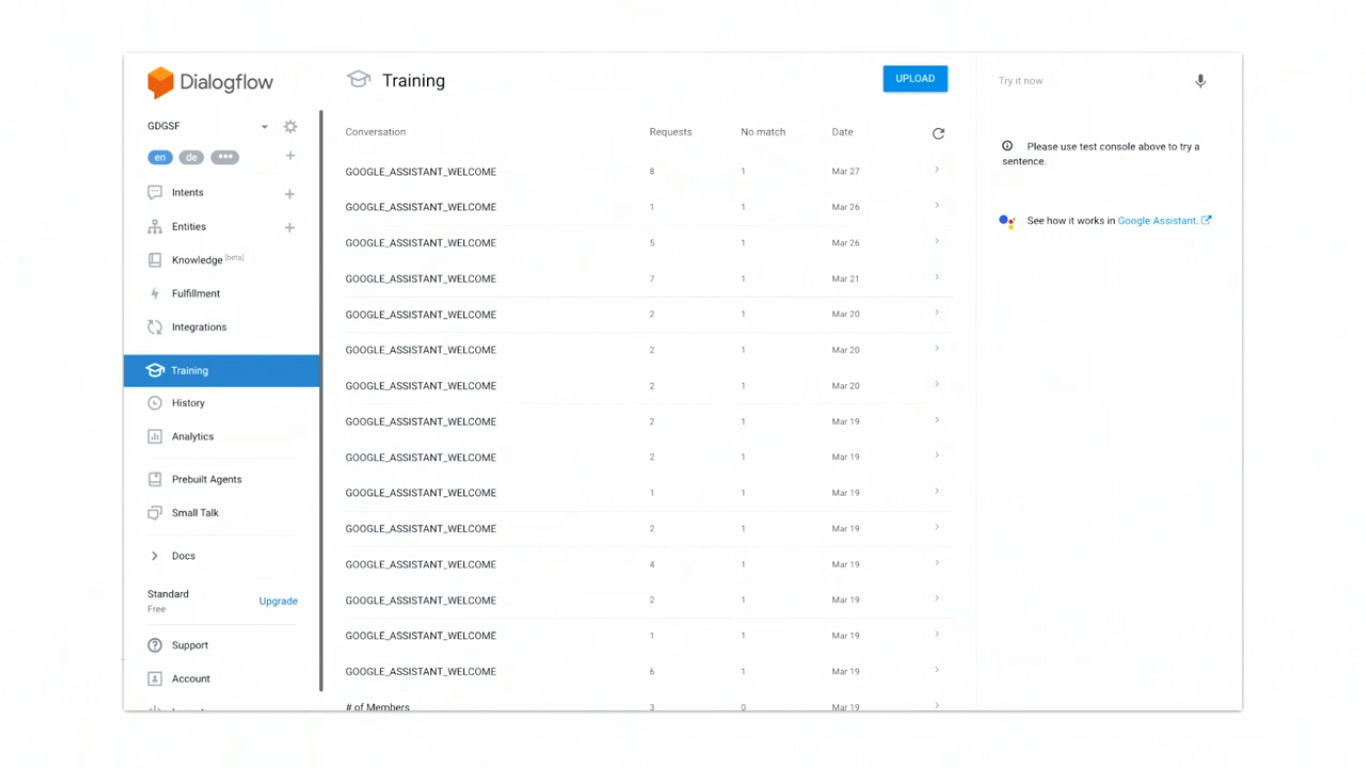 Dialogflow
GDGSF
en de •••
Intents
Entities
Knowledge [beta]
Fulfillment
Integrations
Training
History
Analytics
Prebuilt Agents
Small Talk
Docs
Standard
Free
Upgrade
Support
Account
Training
UPLOAD
Conversation Requests No match Date
GOOGLE_ASSISTANT_WELCOME 8 1 Mar 27
GOOGLE_ASSISTANT_WELCOME 1 1 Mar 26
GOOGLE_ASSISTANT_WELCOME 5 1 Mar 26
GOOGLE_ASSISTANT_WELCOME 7 1 Mar 21
GOOGLE_ASSISTANT_WELCOME 2 1 Mar 20
GOOGLE_ASSISTANT_WELCOME 2 1 Mar 20
GOOGLE_ASSISTANT_WELCOME 2 1 Mar 20
GOOGLE_ASSISTANT_WELCOME 2 1 Mar 19
GOOGLE_ASSISTANT_WELCOME 2 1 Mar 19
GOOGLE_ASSISTANT_WELCOME 1 1 Mar 19
GOOGLE_ASSISTANT_WELCOME 2 1 Mar 19
GOOGLE_ASSISTANT_WELCOME 4 1 Mar 19
GOOGLE_ASSISTANT_WELCOME 2 1 Mar 19
GOOGLE_ASSISTANT_WELCOME 1 1 Mar 19
GOOGLE_ASSISTANT_WELCOME 6 1 Mar 19
# of Members 3 0 Mar 19
Try it now
Please use test console above to try a
sentence.
See how it works in Google Assistant.